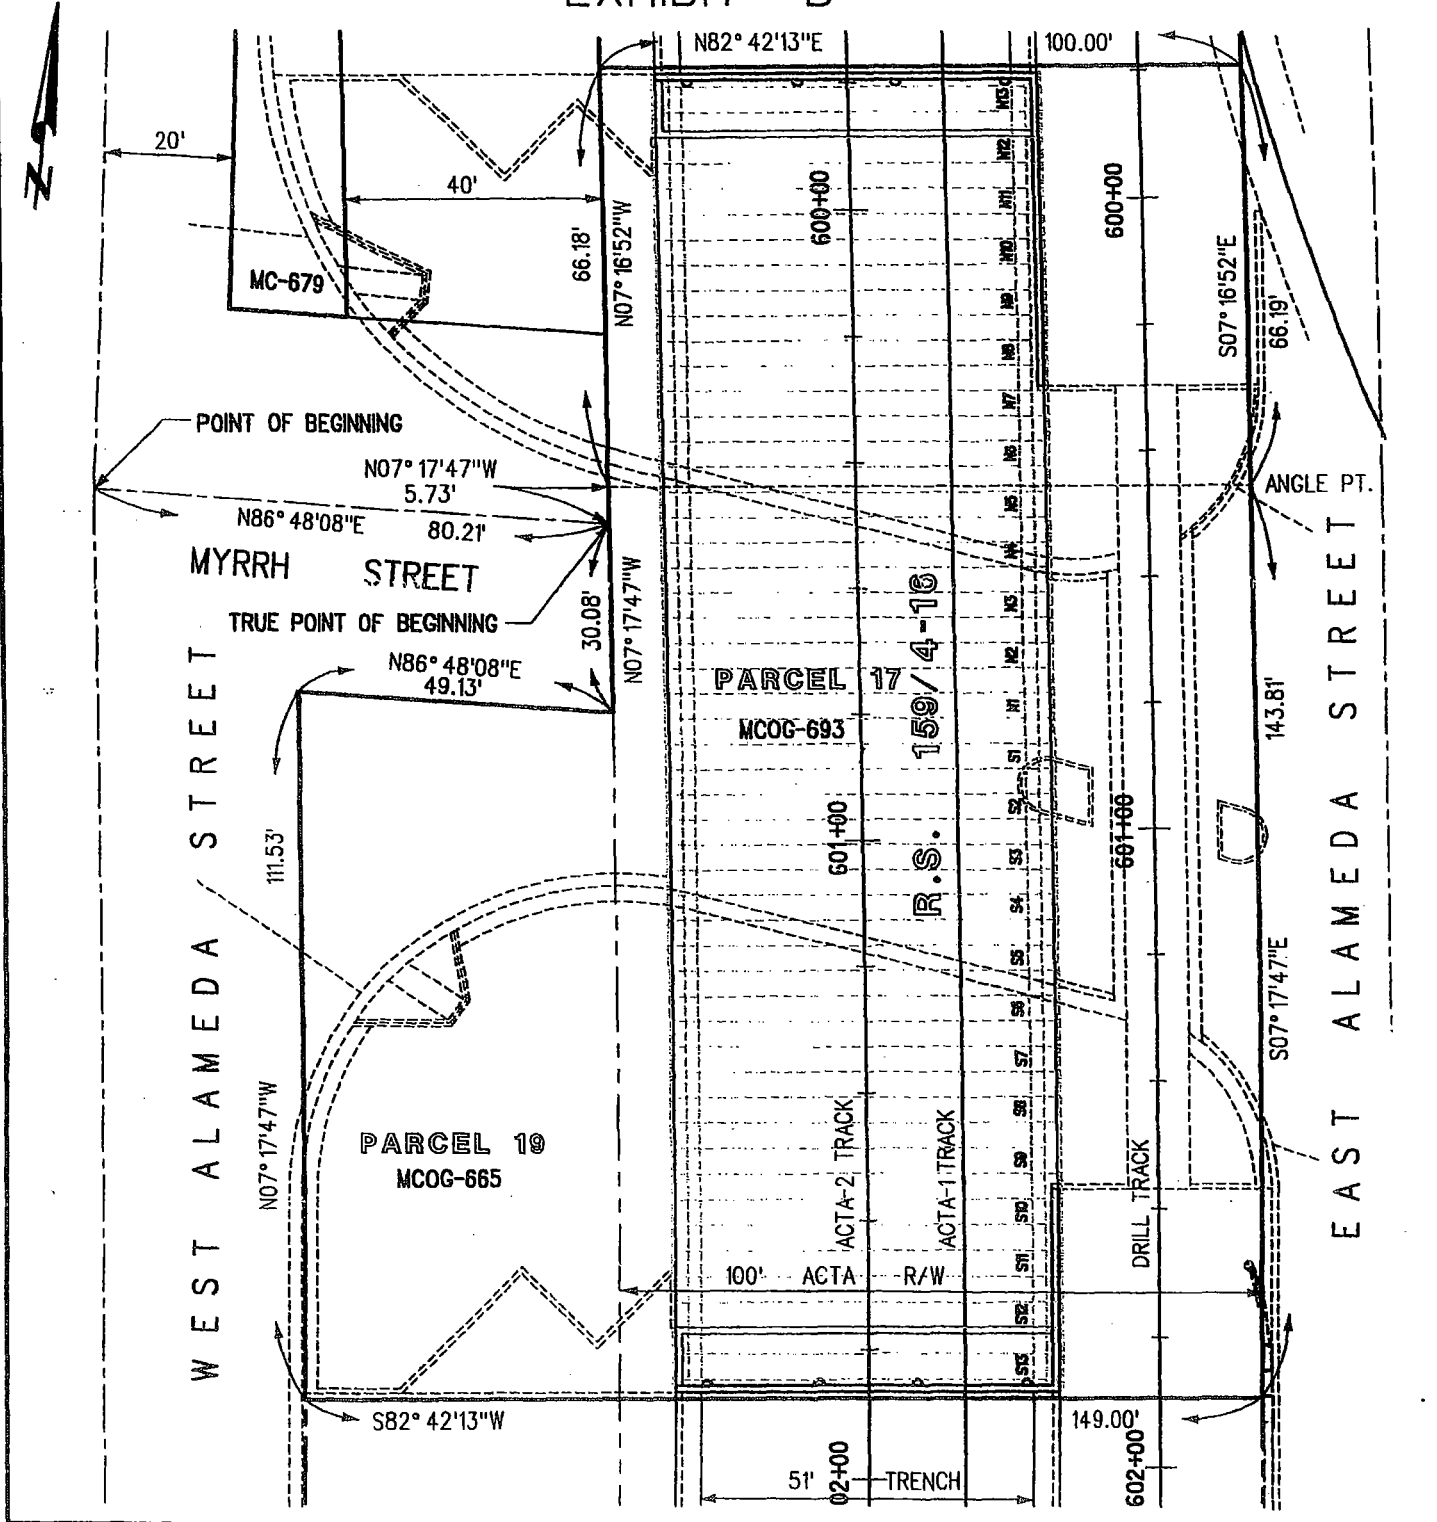 N82° 42'13"E
100.00'
N
20'
40'
N13
N12
N11
N10
N9
N8
N7
N6
N5
N4
N3
N2
N1
S1
S2
S3
S4
S5
S6
S7
S8
S9
S10
S11
S12
S13
600+00
600+00
66.18'
N07° 16'52"W
S07° 16'52"E
66.19'
MC-679
POINT OF BEGINNING
N07° 17'47"W
5.73'
ANGLE PT.
N86° 48'08"E
80.21'
MYRRH STREET
TRUE POINT OF BEGINNING
30.08'
N07° 17'47"W
N86° 48'08"E
49.13'
PARCEL 17
MCOG-693
R.S. 159/4-16
143.81'
111.53'
601+00
601+00
WEST ALAMEDA STREET
EAST ALAMEDA STREET
S07° 17'47"E
N07° 17'47"W
PARCEL 19
MCOG-665
ACTA-2 TRACK
ACTA-1 TRACK
DRILL TRACK
100' ACTA R/W
S82° 42'13"W
149.00'
51' TRENCH
02+00
602+00